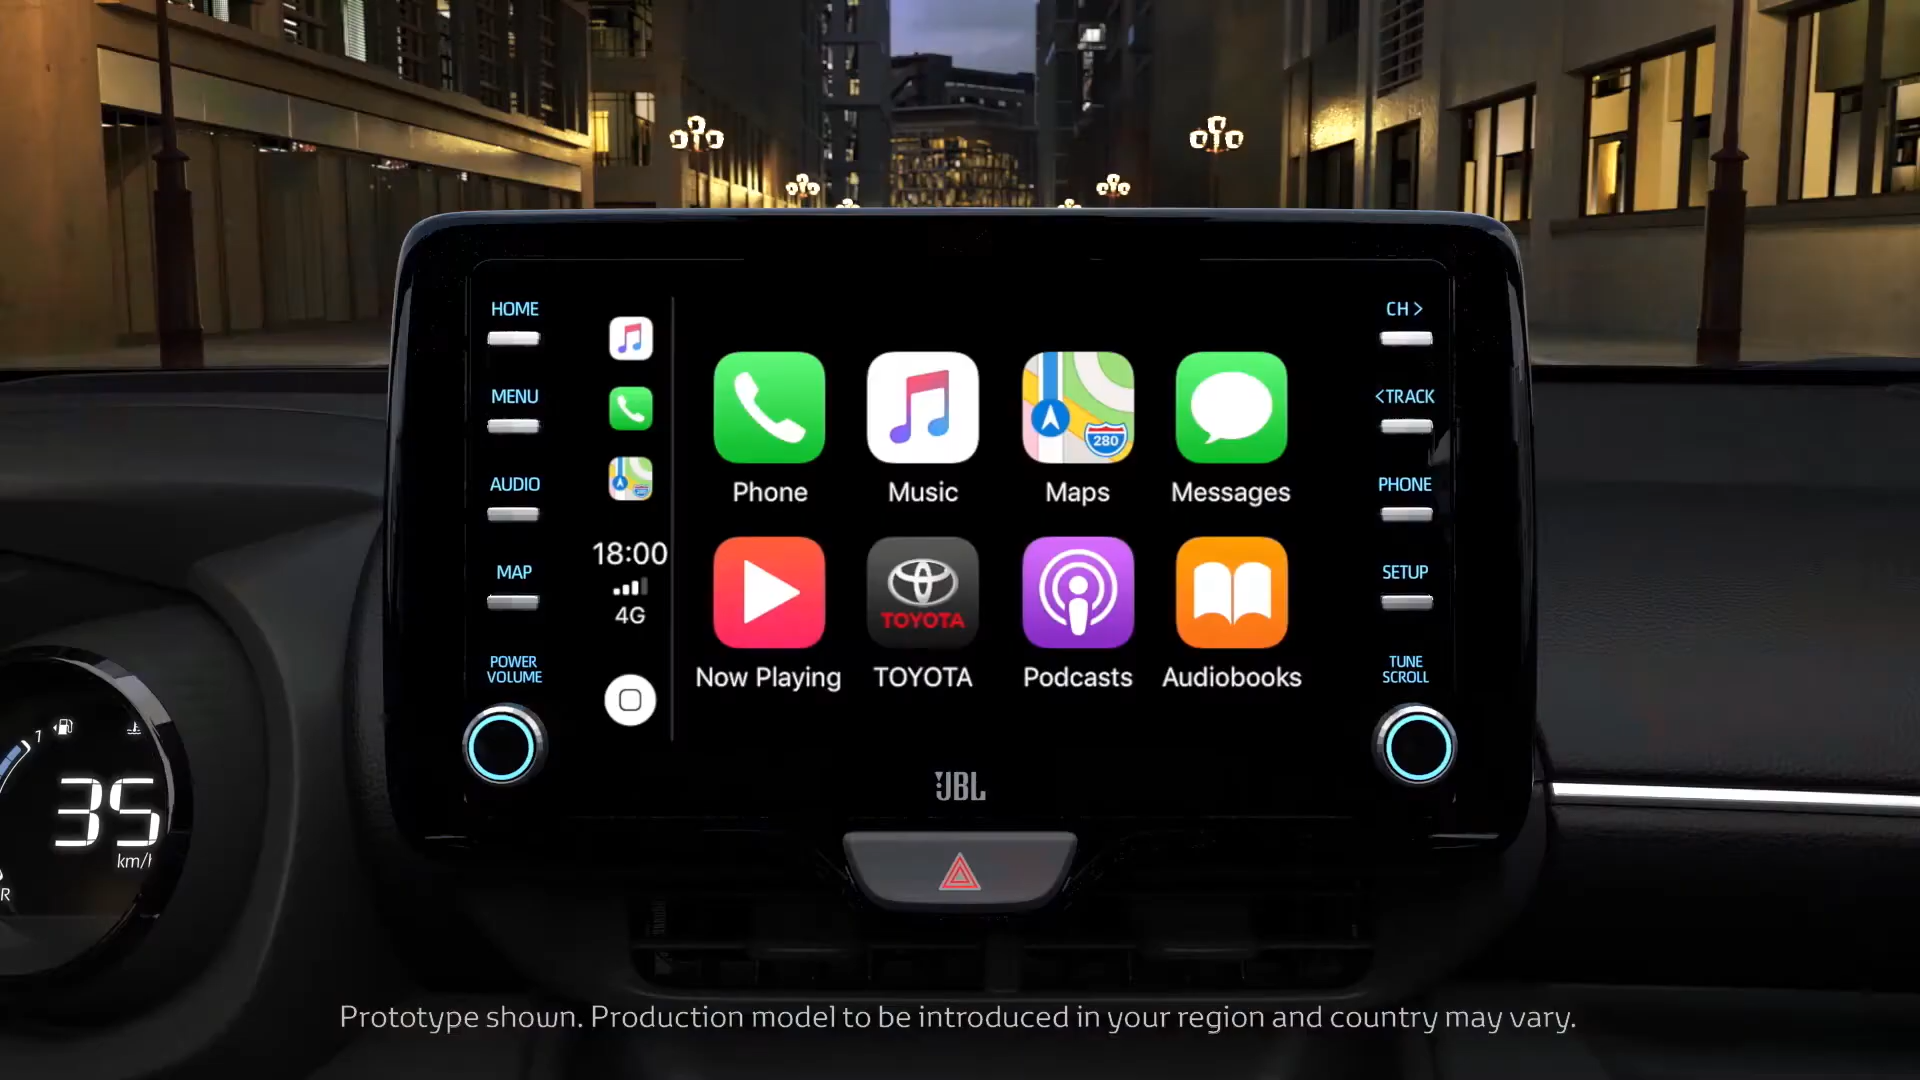 HOME
MENU
AUDIO
MAP
POWER
VOLUME
18:00
4G
280
Phone
Music
Maps
Messages
TOYOTA
Now Playing
TOYOTA
Podcasts
Audiobooks
CH >
<TRACK
PHONE
SETUP
TUNE
SCROLL
JBL
1
35
km/h
R
Prototype shown. Production model to be introduced in your region and country may vary.